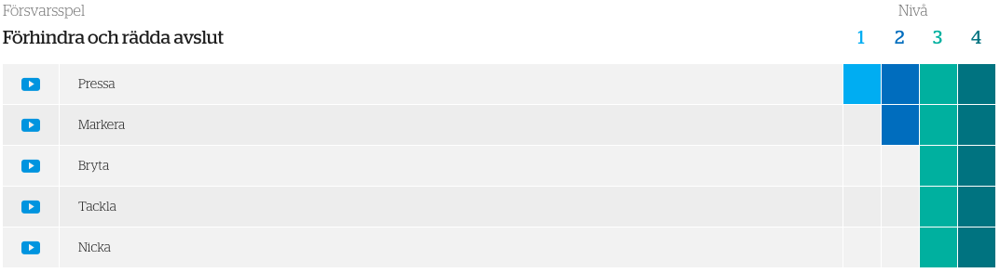 Försvarsspel Nivå
Förhindra och rädda avslut 1 2 3 4
Pressa
Markera
Bryta
Tackla
Nicka